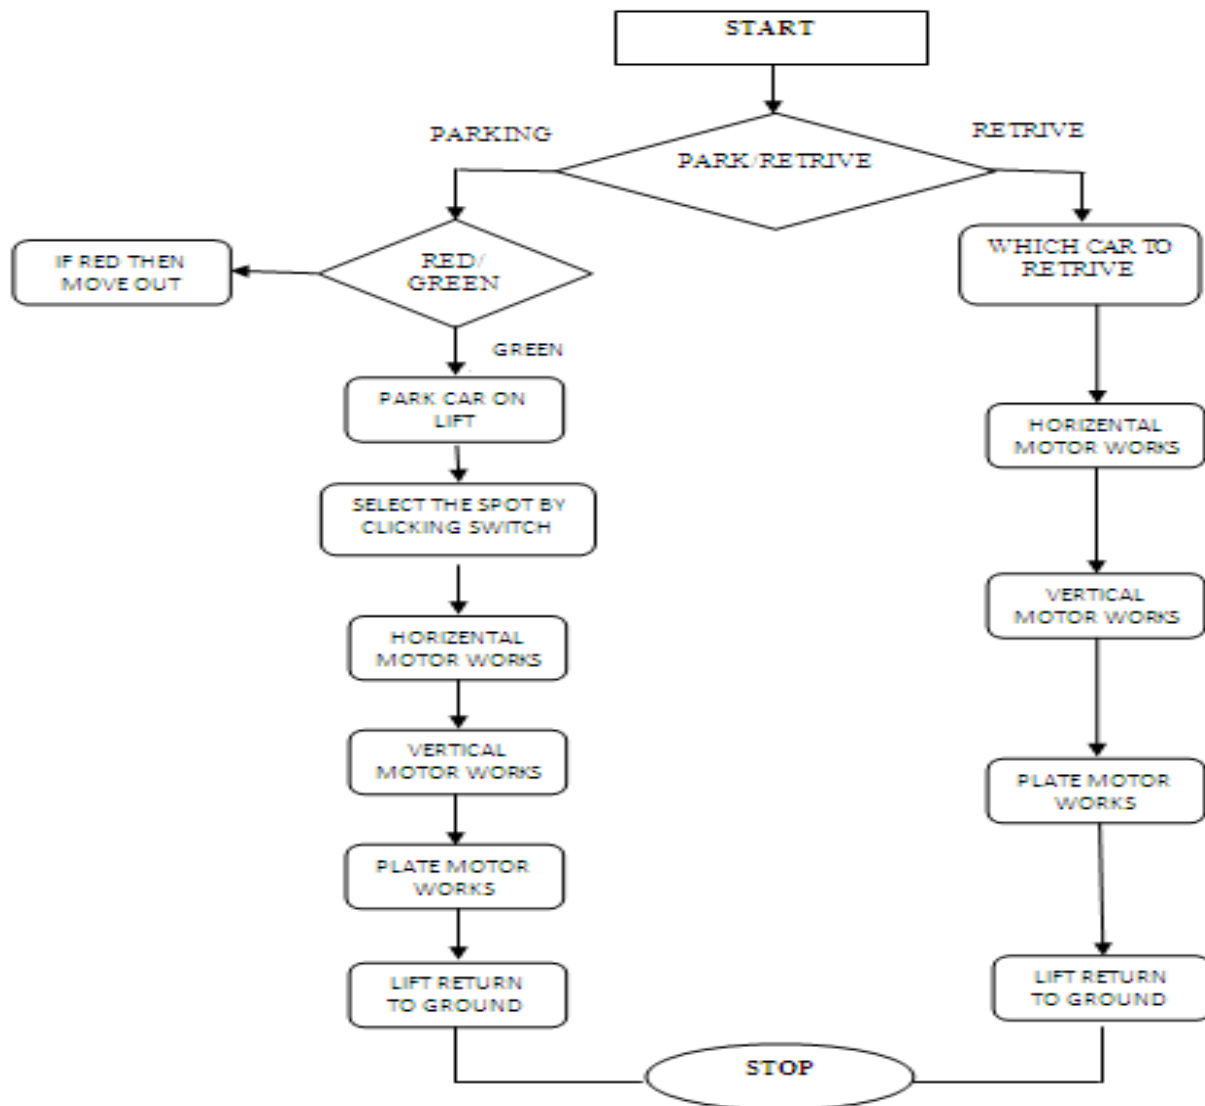 START
PARKING
RETRIVE
PARK/RETRIVE
IF RED THEN
MOVE OUT
RED/
GREEN
WHICH CAR TO
RETRIVE
GREEN
PARK CAR ON
LIFT
SELECT THE SPOT BY
CLICKING SWITCH
HORIZENTAL
MOTOR WORKS
VERTICAL
MOTOR WORKS
PLATE MOTOR
WORKS
LIFT RETURN
TO GROUND
HORIZENTAL
MOTOR WORKS
VERTICAL
MOTOR WORKS
PLATE MOTOR
WORKS
LIFT RETURN
TO GROUND
STOP